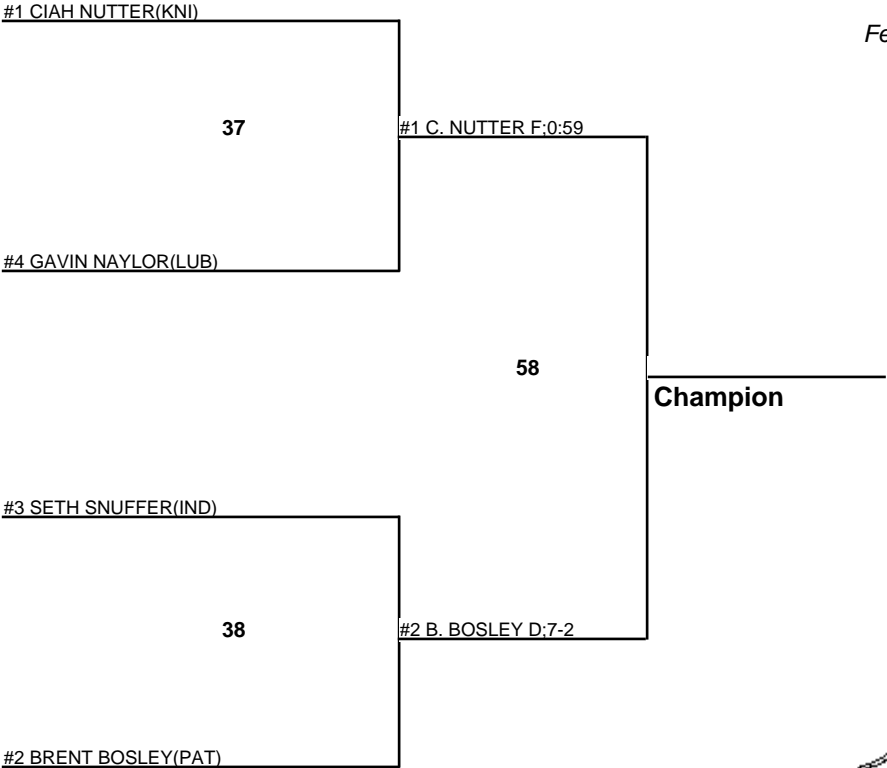 #1 CIAH NUTTER(KNI)
Fe
37
#1 C. NUTTER F;0:59
#4 GAVIN NAYLOR(LUB)
58
Champion
#3 SETH SNUFFER(IND)
38
#2 B. BOSLEY D;7-2
#2 BRENT BOSLEY(PAT)